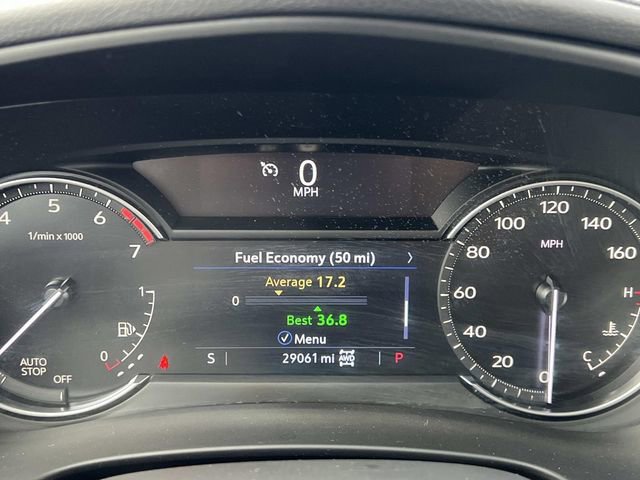 0
MPH
4 5 6 7
1/min x 1000
1
0
AUTO
STOP
OFF
Fuel Economy (50 mi)
Average 17.2
0
Best 36.8
Menu
S 29061 mi AWD P
0 20 40 60 80 100 120 140 160
MPH
H
C